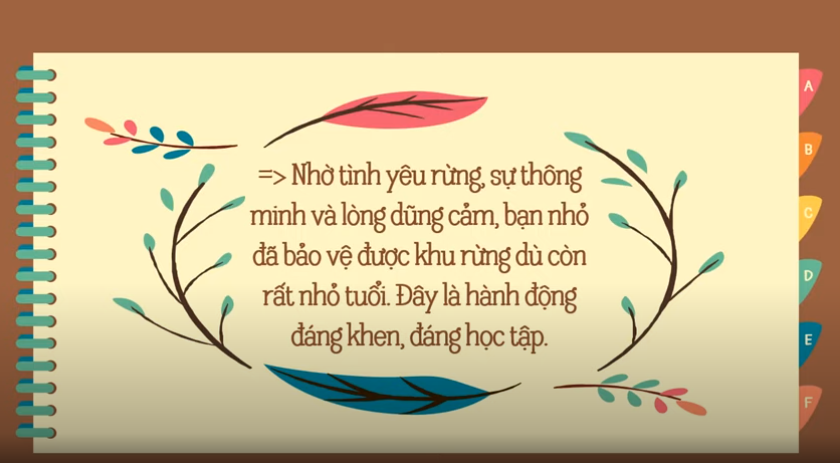 => Nhờ tình yêu rừng, sự thông
minh và lòng dũng cảm, bạn nhỏ
đã bảo vệ được khu rừng dù còn
rất nhỏ tuổi. Đây là hành động
đáng khen, đáng học tập.
A
B
C
D
E
F